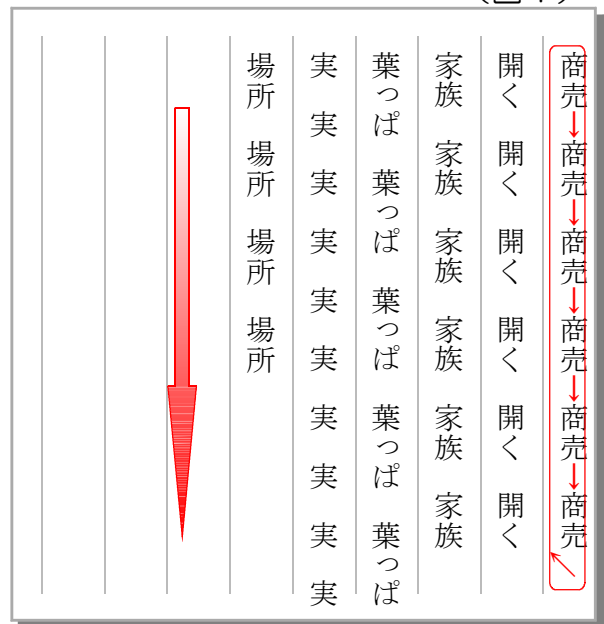 商売→商売→商売→商売→商売→商売
開く 開く 開く 開く 開く 開く
家族 家族 家族 家族 家族 家族
葉っぱ 葉っぱ 葉っぱ 葉っぱ 葉っぱ
実 実 実 実 実 実 実 実 実 実
場所 場所 場所 場所